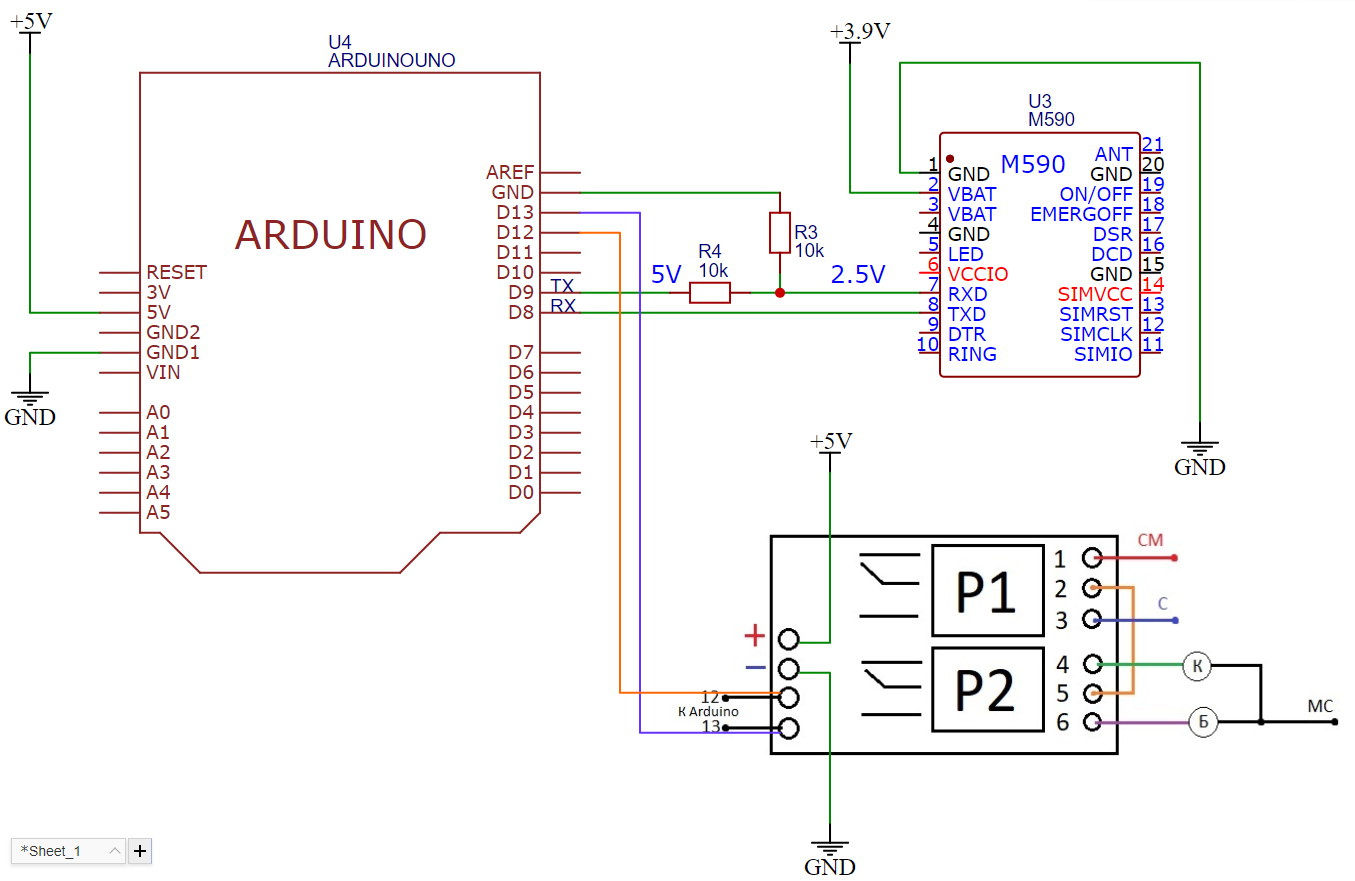 +5V
U4
ARDUINOUNO
ARDUINO
RESET
3V
5V
GND2
GND1
VIN
A0
A1
A2
A3
A4
A5
AREF
GND
D13
D12
D11
D10
D9
D8
D7
D6
D5
D4
D3
D2
D1
D0
TX
RX
GND
5V
R4
10k
R3
10k
2.5V
+3.9V
U3
M590
M590
1 GND
2 VBAT
3 VBAT
4 GND
5 LED
6 VCCIO
7 RXD
8 TXD
9 DTR
10 RING
ANT 21
GND 20
ON/OFF 19
EMERGOFF 18
DSR 17
DCD 16
GND 15
SIMVCC 14
SIMRST 13
SIMCLK 12
SIMIO 11
GND
+5V
+
−
12
К Arduino
13
P1
P2
1
2
3
4
5
6
СМ
С
К
Б
МС
GND
*Sheet_1
+